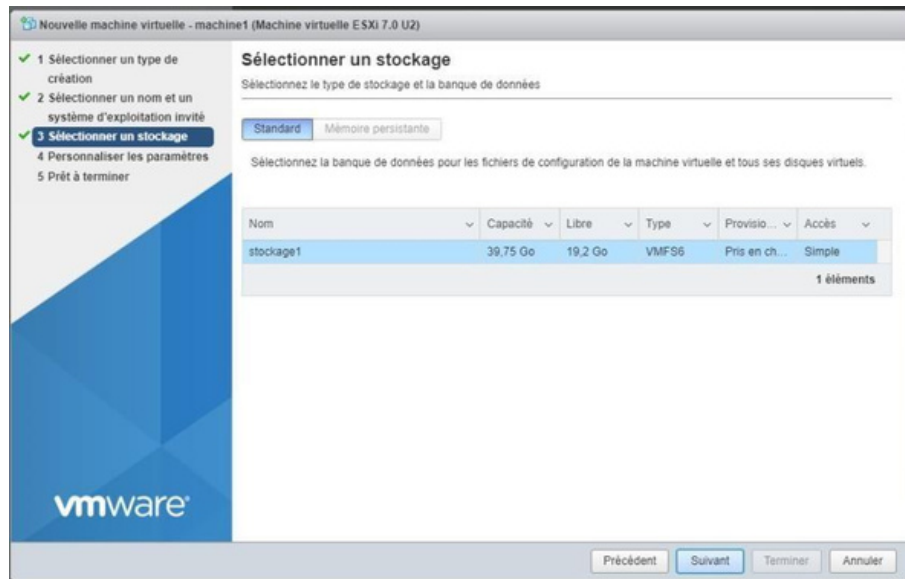 Nouvelle machine virtuelle - machine1 (Machine virtuelle ESXi 7.0 U2)
1 Sélectionner un type de
création
2 Sélectionner un nom et un
système d'exploitation invité
3 Sélectionner un stockage
4 Personnaliser les paramètres
5 Prêt à terminer
vmware
Sélectionner un stockage
Sélectionnez le type de stockage et la banque de données
Standard Mémoire persistante
Sélectionnez la banque de données pour les fichiers de configuration de la machine virtuelle et tous ses disques virtuels.
Nom Capacité Libre Type Provisio... Accès
stockage1 39,75 Go 19,2 Go VMFS6 Pris en ch... Simple
1 éléments
Précédent Suivant Terminer Annuler